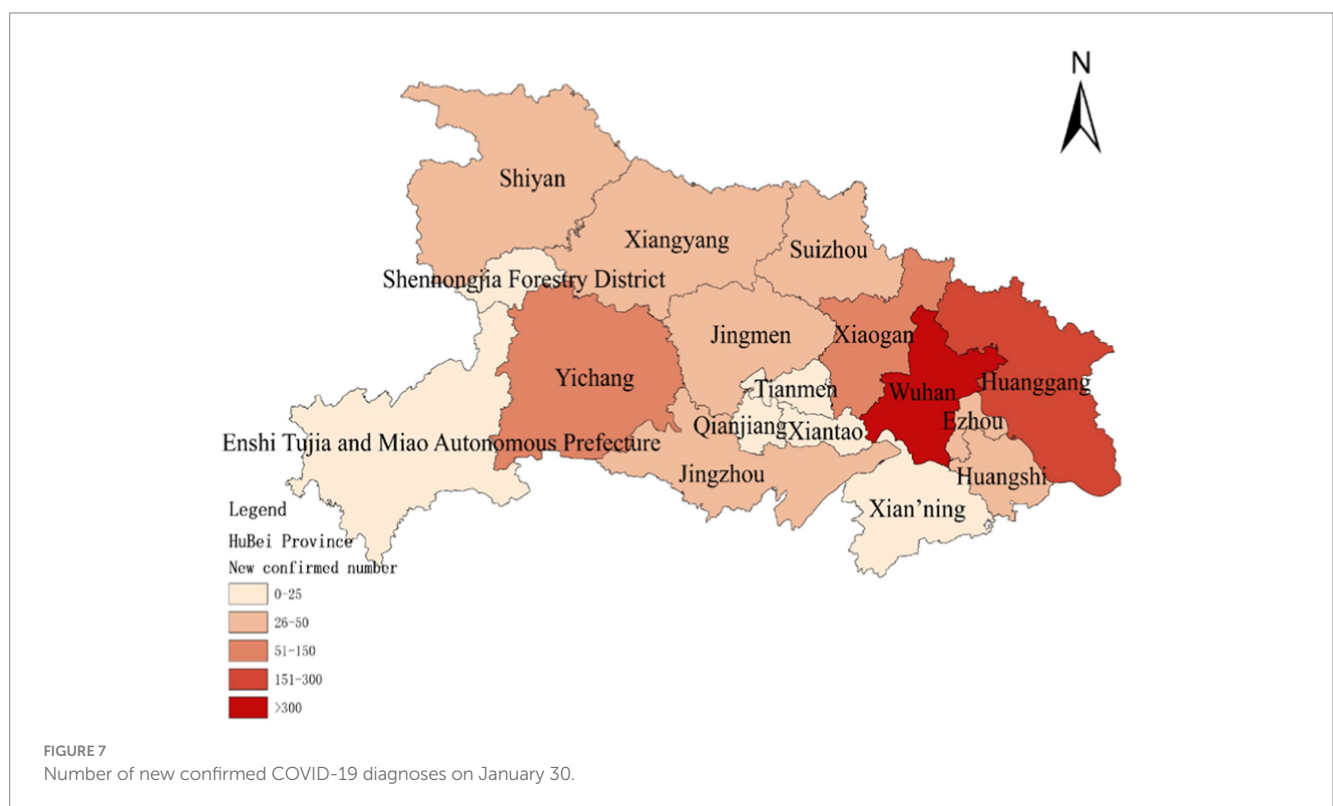 N
Shiyan
Xiangyang
Suizhou
Shennongjia Forestry District
Jingmen
Xiaogan
Yichang
Tianmen
Wuhan
Huanggang
Qianjiang
Xiantao
Ezhou
Enshi Tujia and Miao Autonomous Prefecture
Jingzhou
Huangshi
Xian’ning
Legend
HuBei Province
New confirmed number
0-25
26-50
51-150
151-300
>300
FIGURE 7
Number of new confirmed COVID-19 diagnoses on January 30.